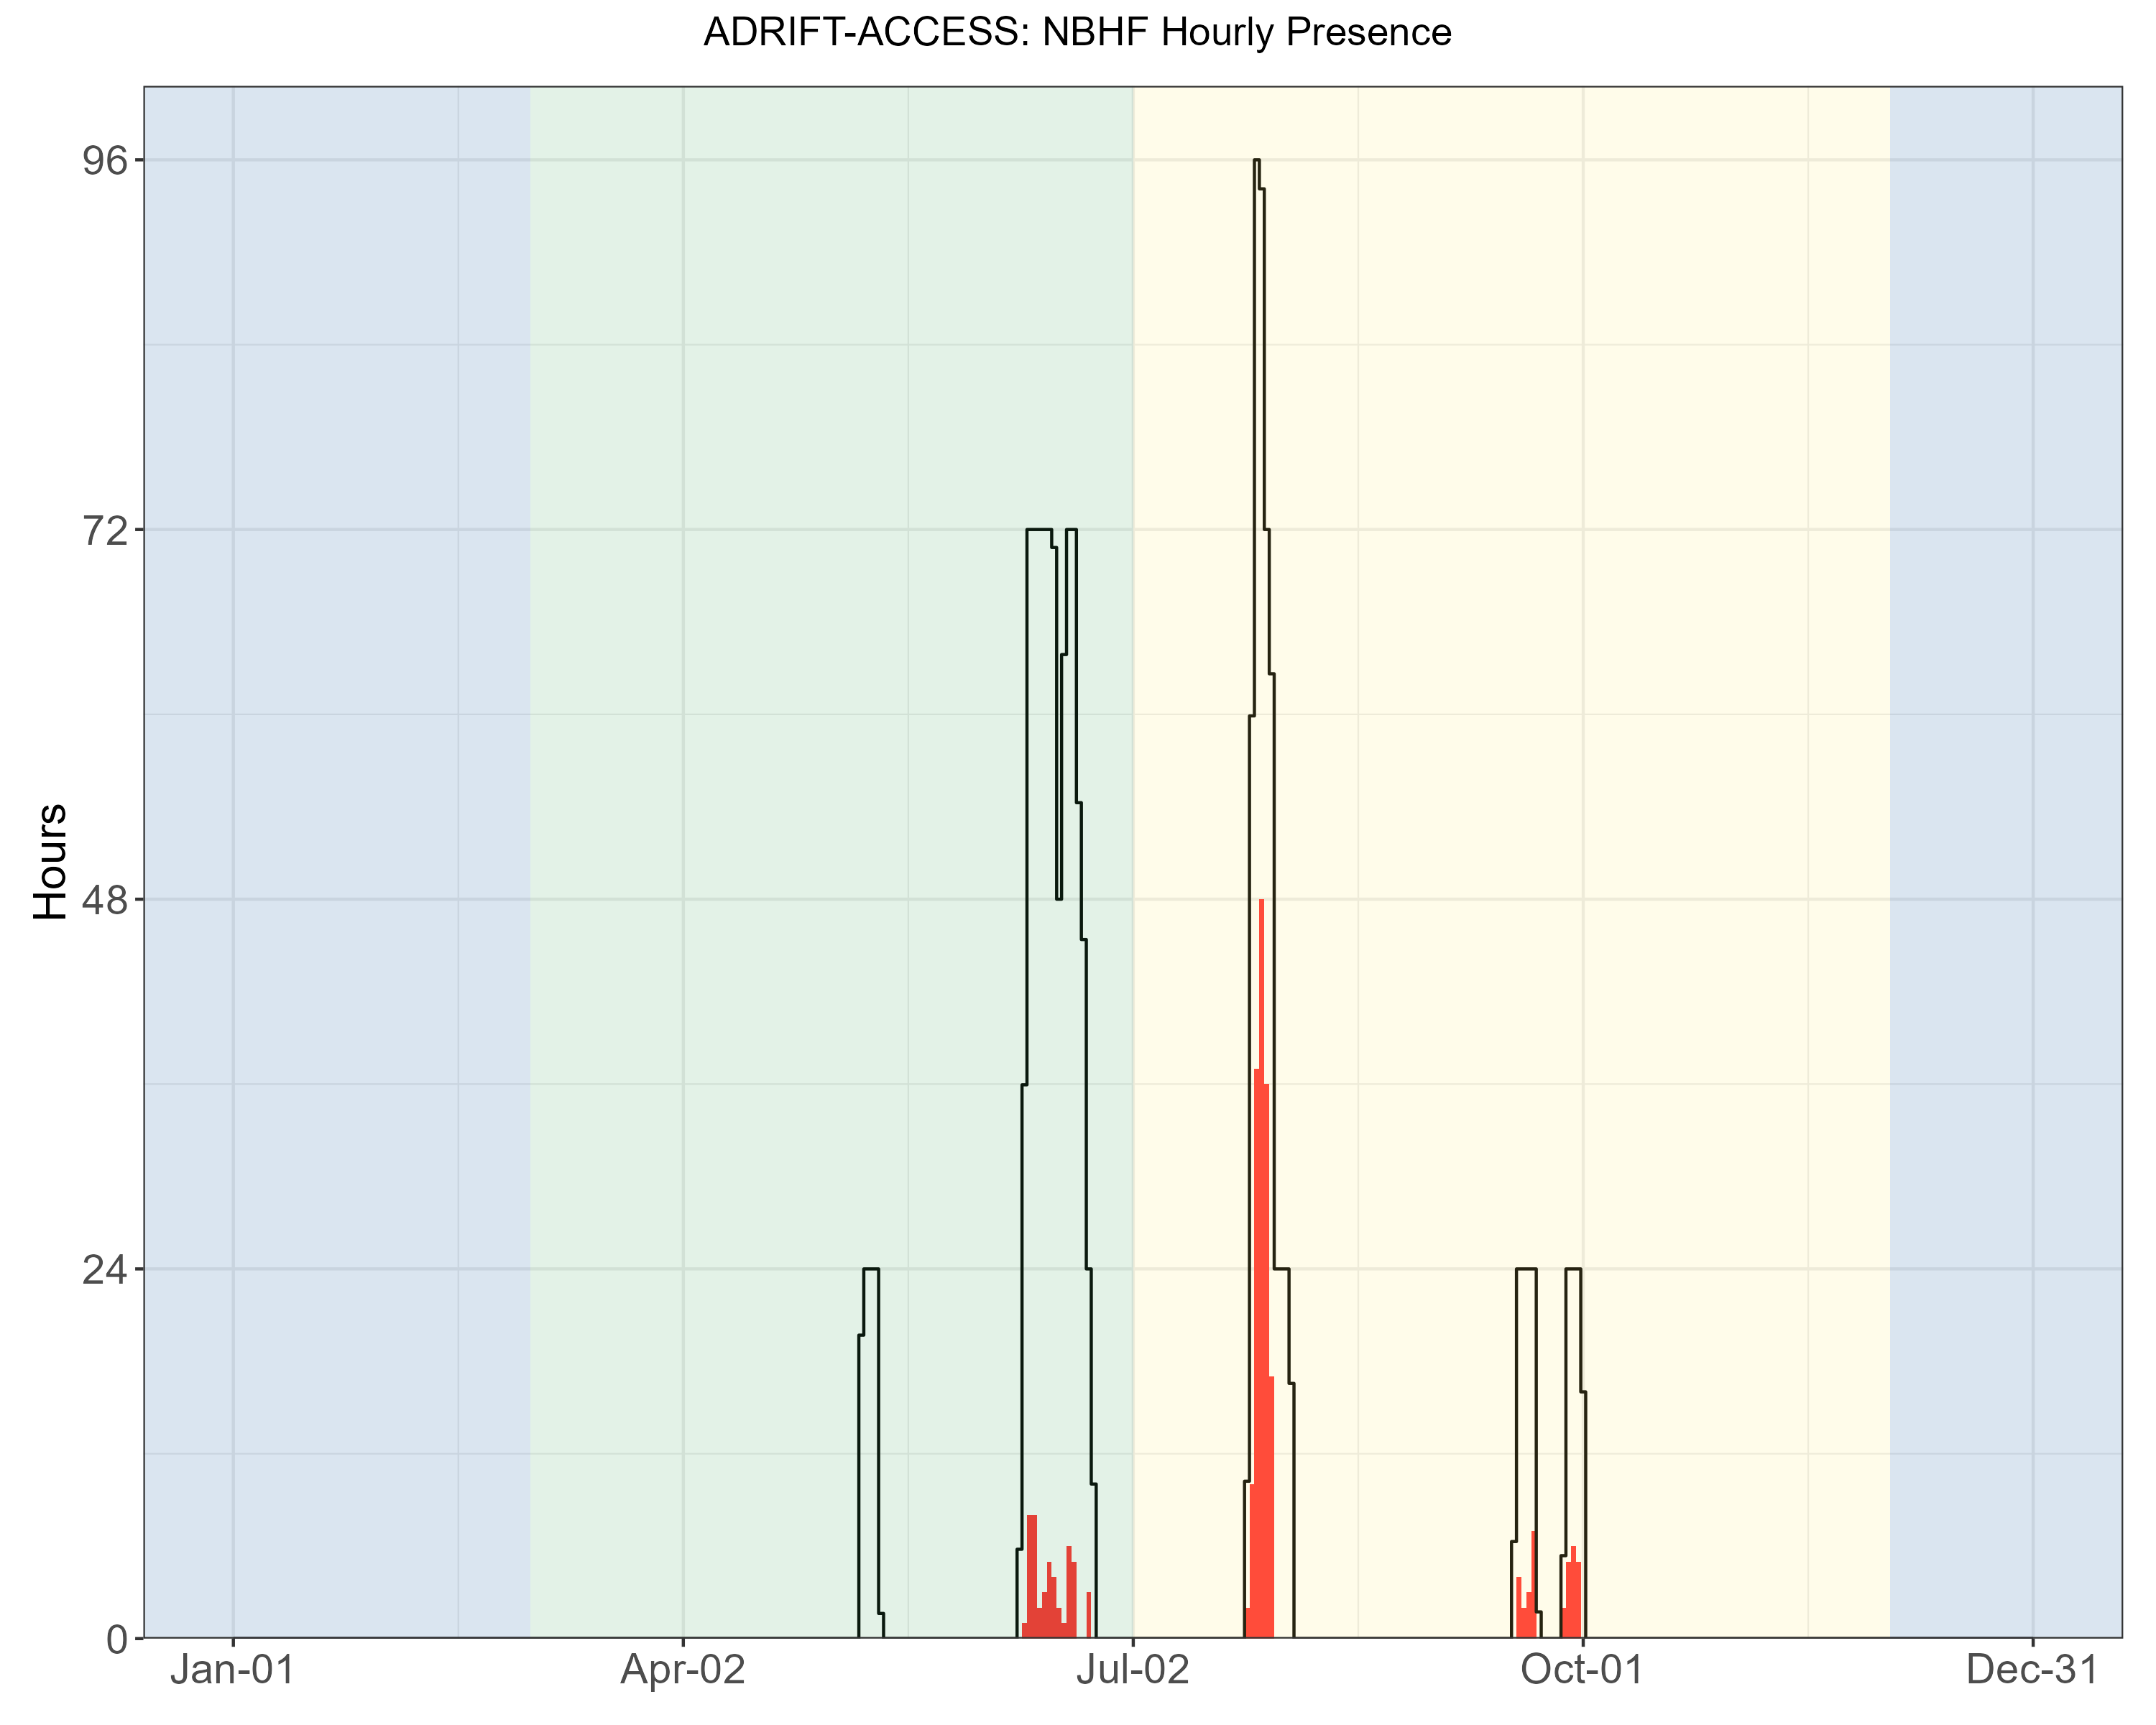 ADRIFT-ACCESS: NBHF Hourly Presence
Hours
96
72
48
24
0
Jan-01 Apr-02 Jul-02 Oct-01 Dec-31